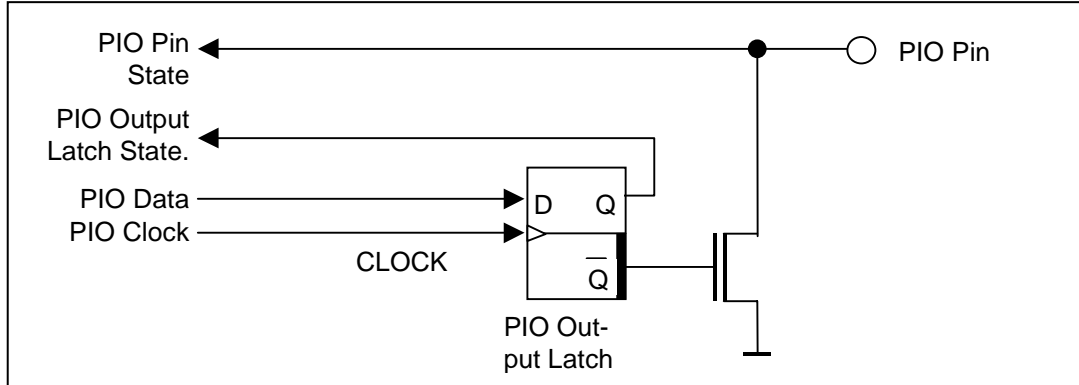 PIO Pin
State
PIO Pin
PIO Output
Latch State.
PIO Data
PIO Clock
D
Q
CLOCK
Q̅
PIO Out-
put Latch